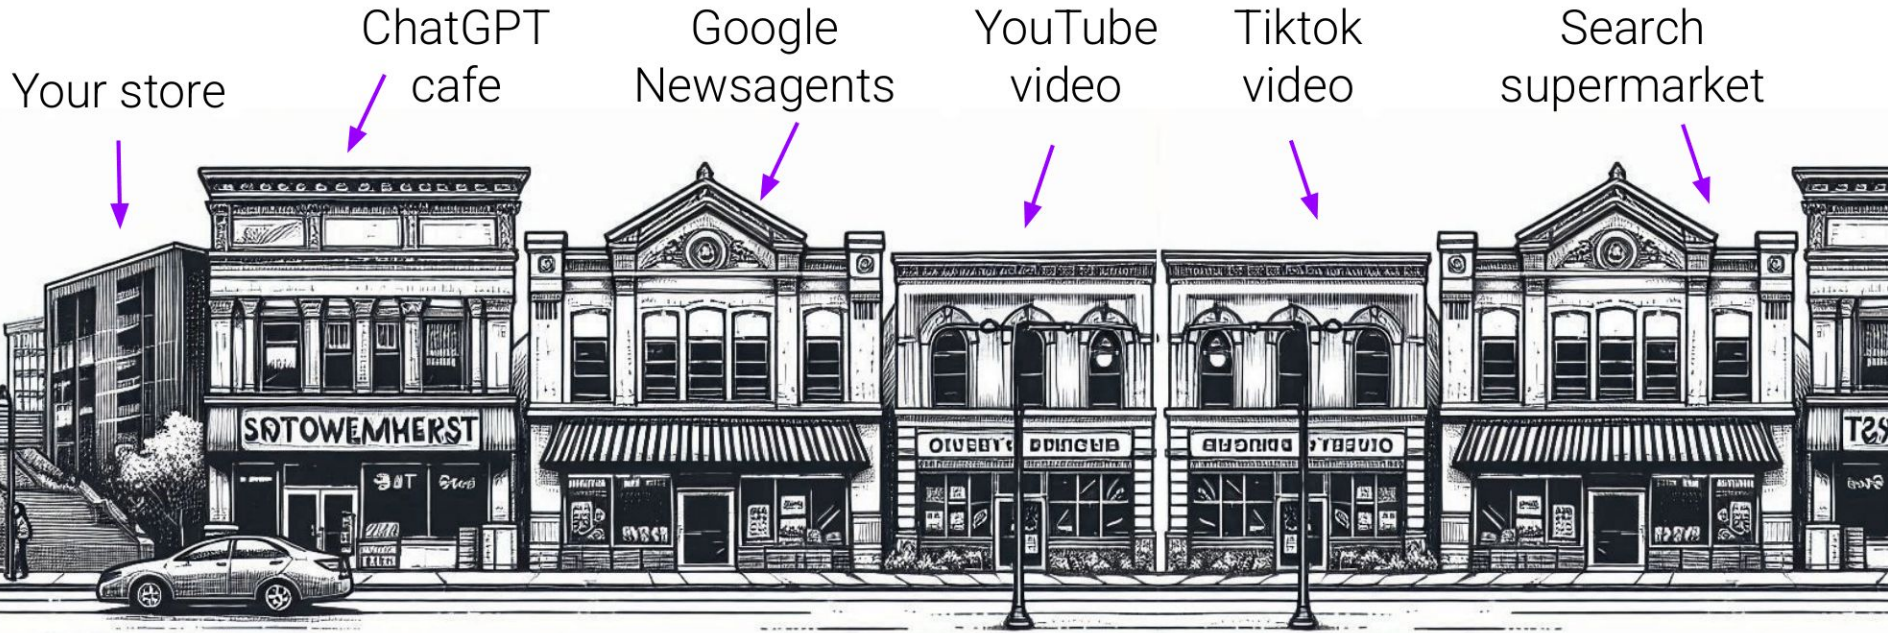 Your store
ChatGPT
cafe
Google
Newsagents
YouTube
video
Tiktok
video
Search
supermarket
SOTOWEMHERST